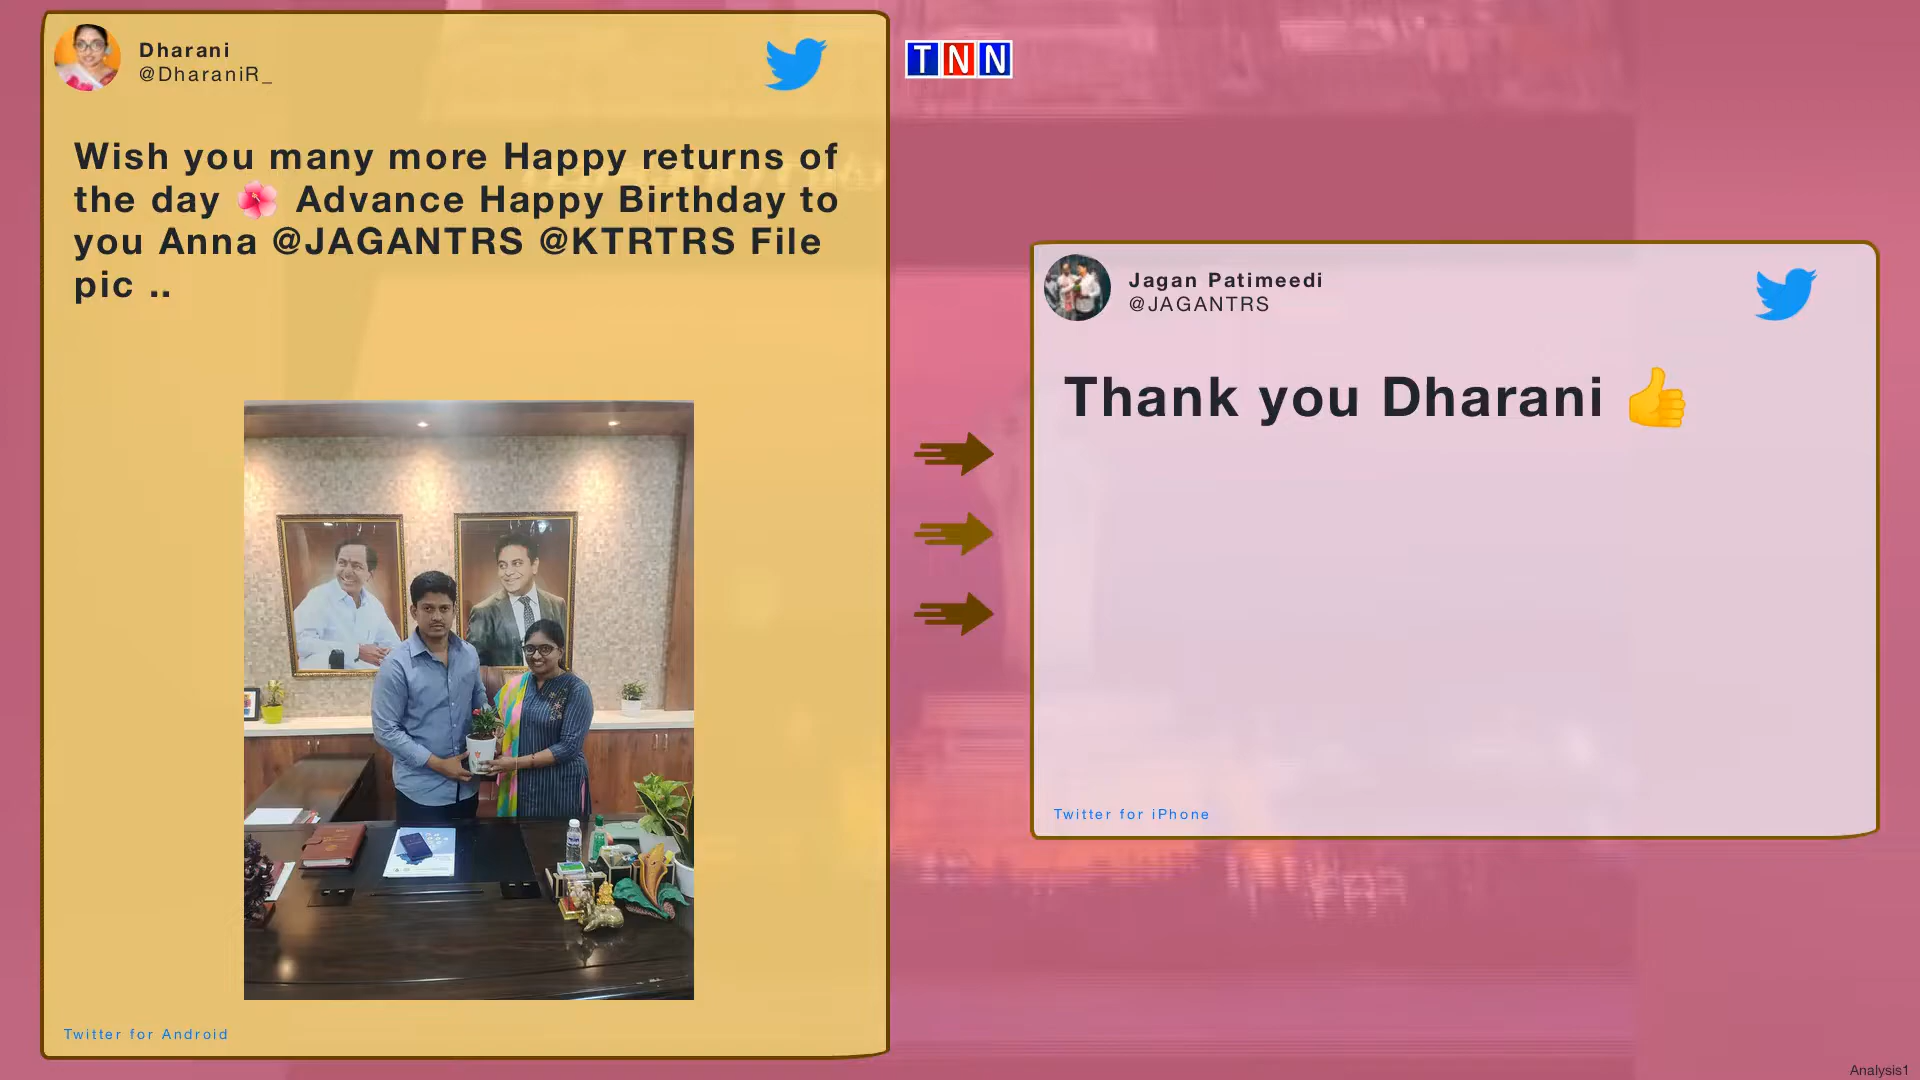 Dharani
@DharaniR_
Wish you many more Happy returns of
the day 🌺 Advance Happy Birthday to
you Anna @JAGANTRS @KTRTRS File
pic ..
Twitter for Android
TNN
Jagan Patimeedi
@JAGANTRS
Thank you Dharani 👍
Twitter for iPhone
Analysis1